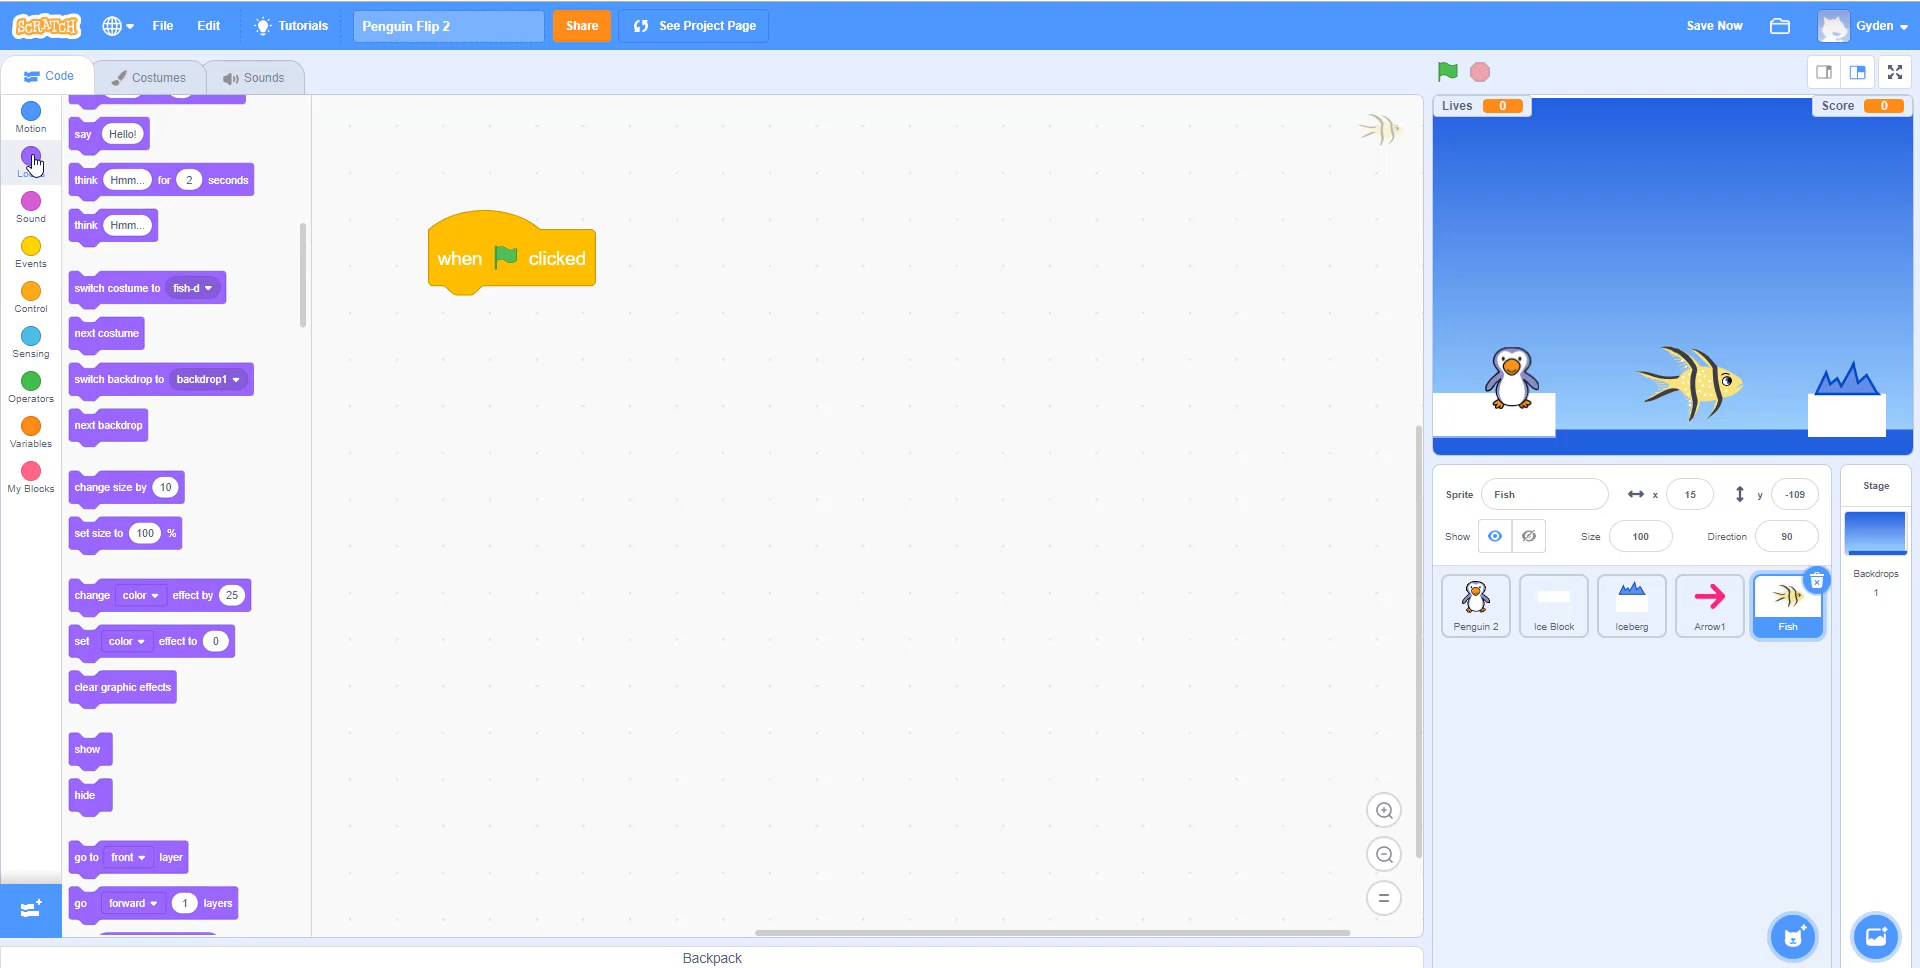 SCRATCH File Edit Tutorials Penguin Flip 2 Share See Project Page Save Now Gyden
Code Costumes Sounds
Motion
Sound
Events
Control
Sensing
Operators
Variables
My Blocks
say Hello!
think Hmm... for 2 seconds
think Hmm...
switch costume to fish-d
next costume
switch backdrop to backdrop1
next backdrop
change size by 10
set size to 100 %
change color effect by 25
set color effect to 0
clear graphic effects
show
hide
go to front layer
go forward 1 layers
when clicked
Backpack
Lives 0 Score 0
Sprite Fish x 15 y -109
Show Size 100 Direction 90
Penguin 2 Ice Block Iceberg Arrow1 Fish
Stage
Backdrops
1